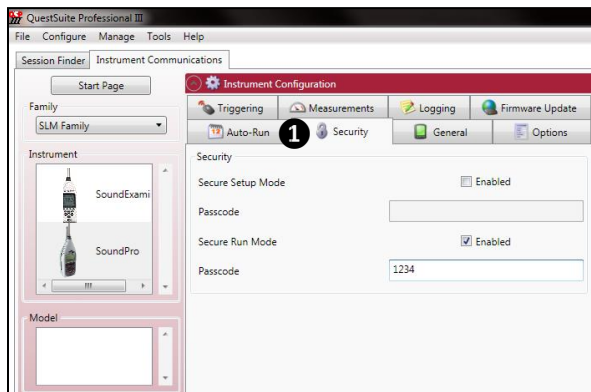 QuestSuite Professional III
File Configure Manage Tools Help
Session Finder Instrument Communications
Start Page
Family
SLM Family
Instrument
SoundExami
SoundPro
Model
Instrument Configuration
Triggering Measurements Logging Firmware Update
Auto-Run 1 Security General Options
Security
Secure Setup Mode Enabled
Passcode
Secure Run Mode Enabled
Passcode 1234